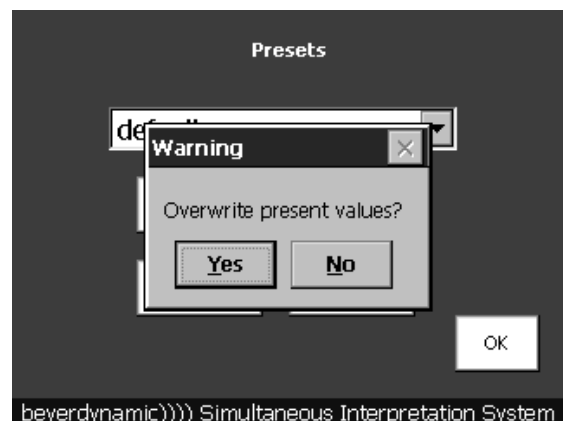 Presets
Warning
Overwrite present values?
Yes
No
OK
beyerdynamic)))) Simultaneous Interpretation System